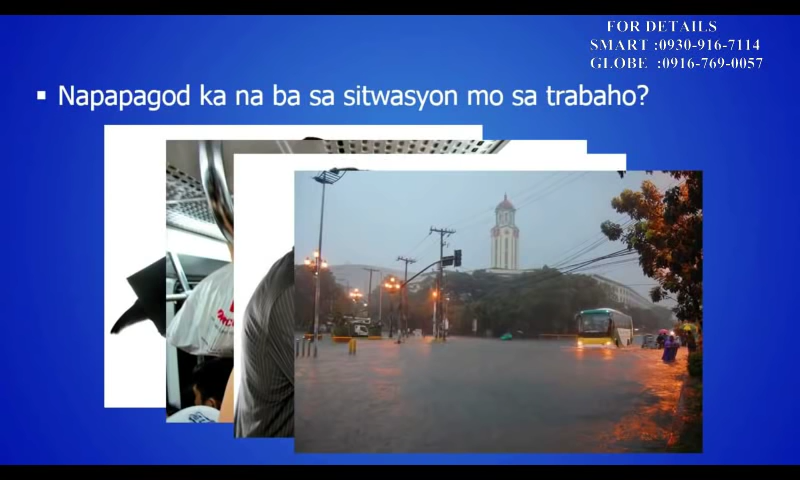 FOR DETAILS
SMART :0930-916-7114
GLOBE :0916-769-0057
▪ Napapagod ka na ba sa sitwasyon mo sa trabaho?